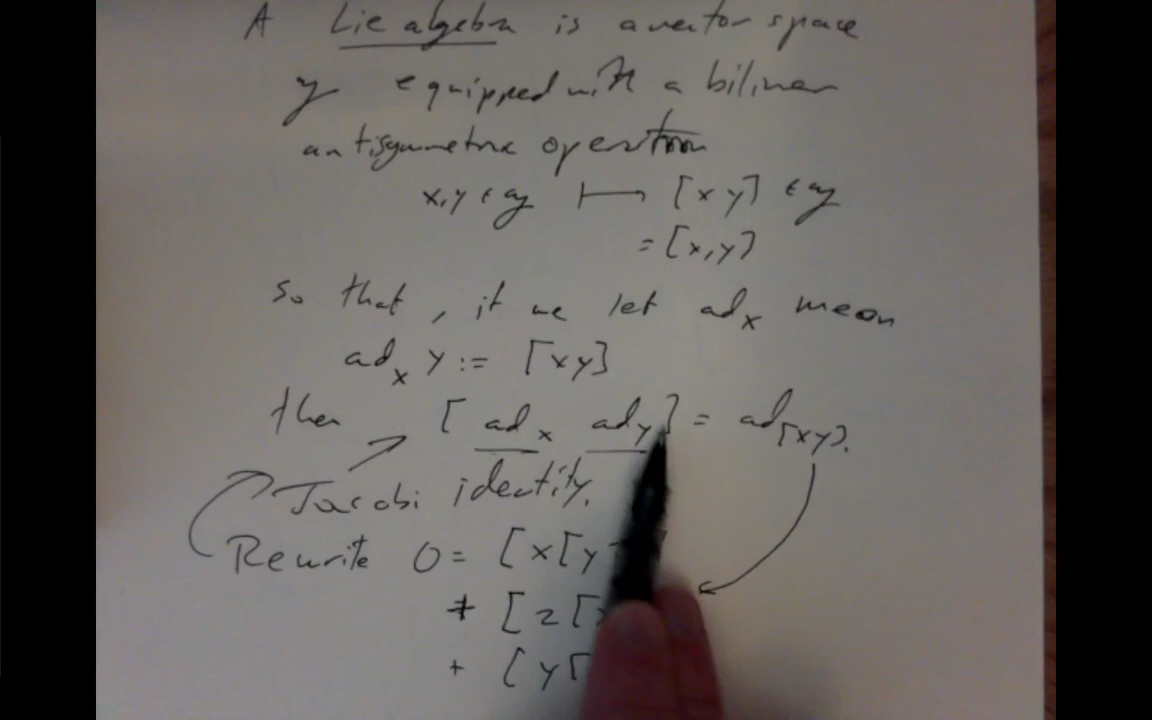 A Lie algebra is a vector space
y equipped with a bilinear
antisymmetric operation
x, y ∈ y ⟼ [x y] ∈ y
= [x, y]
so that, if we let ad_x mean
ad_x y := [x y]
then [ad_x ad_y] = ad_[x y].
Jacobi identity.
Rewrite 0 = [x [y
+ [z [x
+ [y [